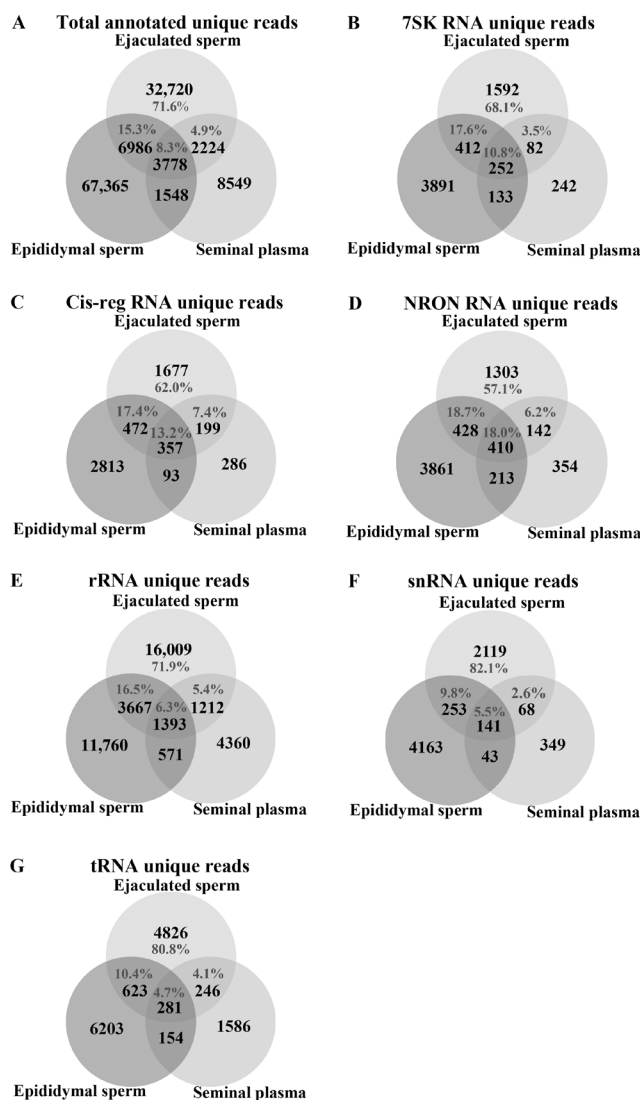 A Total annotated unique reads
Ejaculated sperm
32,720
71.6%
15.3% 4.9%
6986 8.3% 2224
3778
67,365 1548 8549
Epididymal sperm Seminal plasma
B 7SK RNA unique reads
Ejaculated sperm
1592
68.1%
17.6% 3.5%
412 10.8% 82
252
3891 133 242
Epididymal sperm Seminal plasma
C Cis-reg RNA unique reads
Ejaculated sperm
1677
62.0%
17.4% 7.4%
472 13.2% 199
357
2813 93 286
Epididymal sperm Seminal plasma
D NRON RNA unique reads
Ejaculated sperm
1303
57.1%
18.7% 6.2%
428 18.0% 142
410
3861 213 354
Epididymal sperm Seminal plasma
E rRNA unique reads
Ejaculated sperm
16,009
71.9%
16.5% 5.4%
3667 6.3% 1212
1393
11,760 571 4360
Epididymal sperm Seminal plasma
F snRNA unique reads
Ejaculated sperm
2119
82.1%
9.8% 2.6%
253 5.5% 68
141
4163 43 349
Epididymal sperm Seminal plasma
G tRNA unique reads
Ejaculated sperm
4826
80.8%
10.4% 4.1%
623 4.7% 246
281
6203 154 1586
Epididymal sperm Seminal plasma